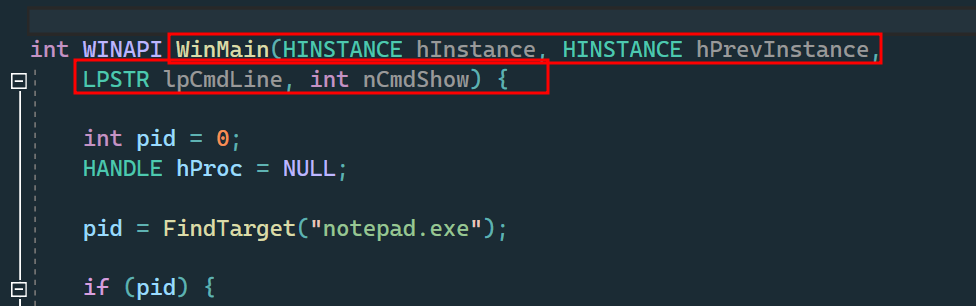 int WINAPI WinMain(HINSTANCE hInstance, HINSTANCE hPrevInstance,
LPSTR lpCmdLine, int nCmdShow) {
int pid = 0;
HANDLE hProc = NULL;
pid = FindTarget("notepad.exe");
if (pid) {